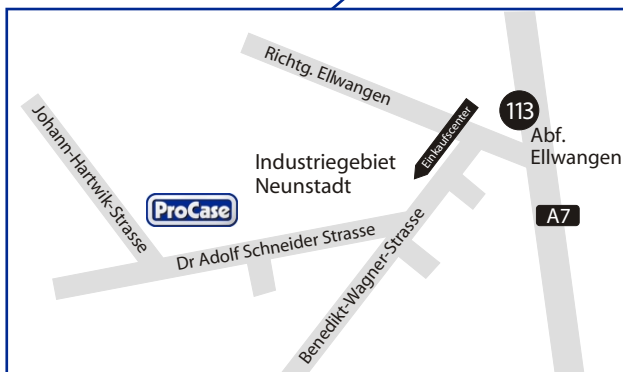 Richtg. Ellwangen
113
Abf.
Ellwangen
Einkaufscenter
Johann-Hartwik-Strasse
Industriegebiet
Neunstadt
ProCase
A7
Dr Adolf Schneider Strasse
Benedikt-Wagner-Strasse